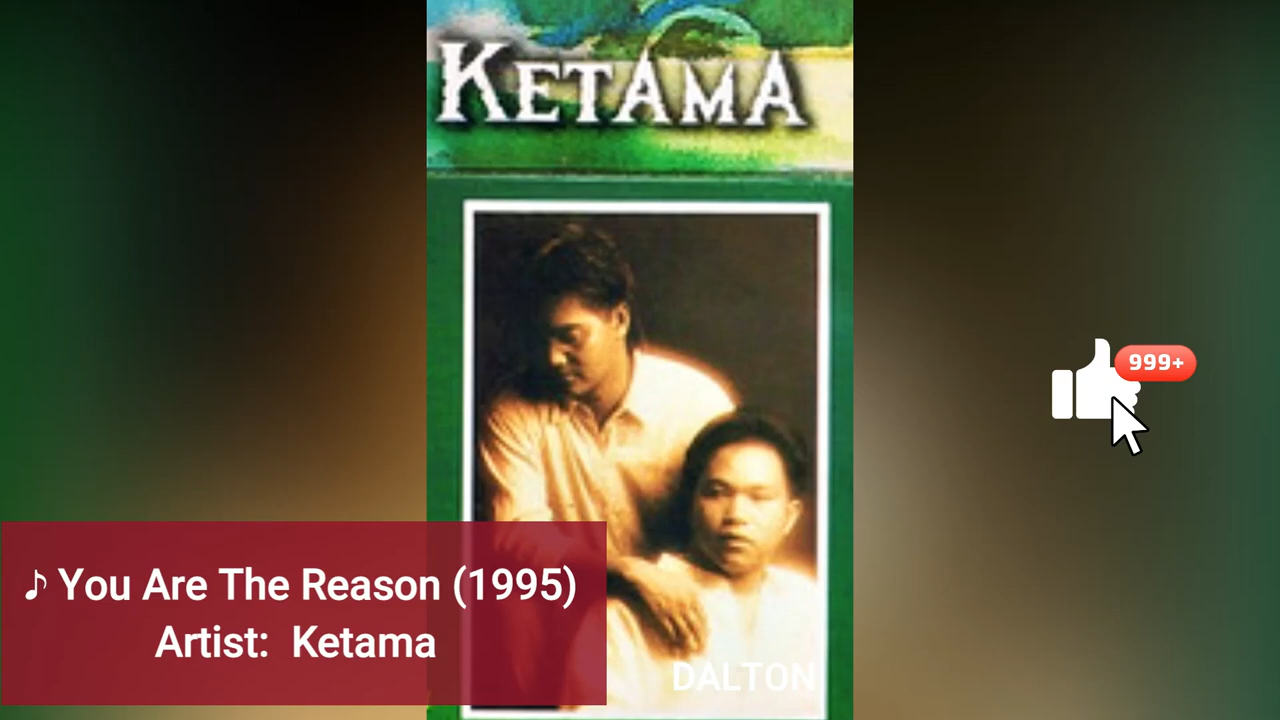 KETAMA
999+
♪ You Are The Reason (1995)
Artist: Ketama
DALTON